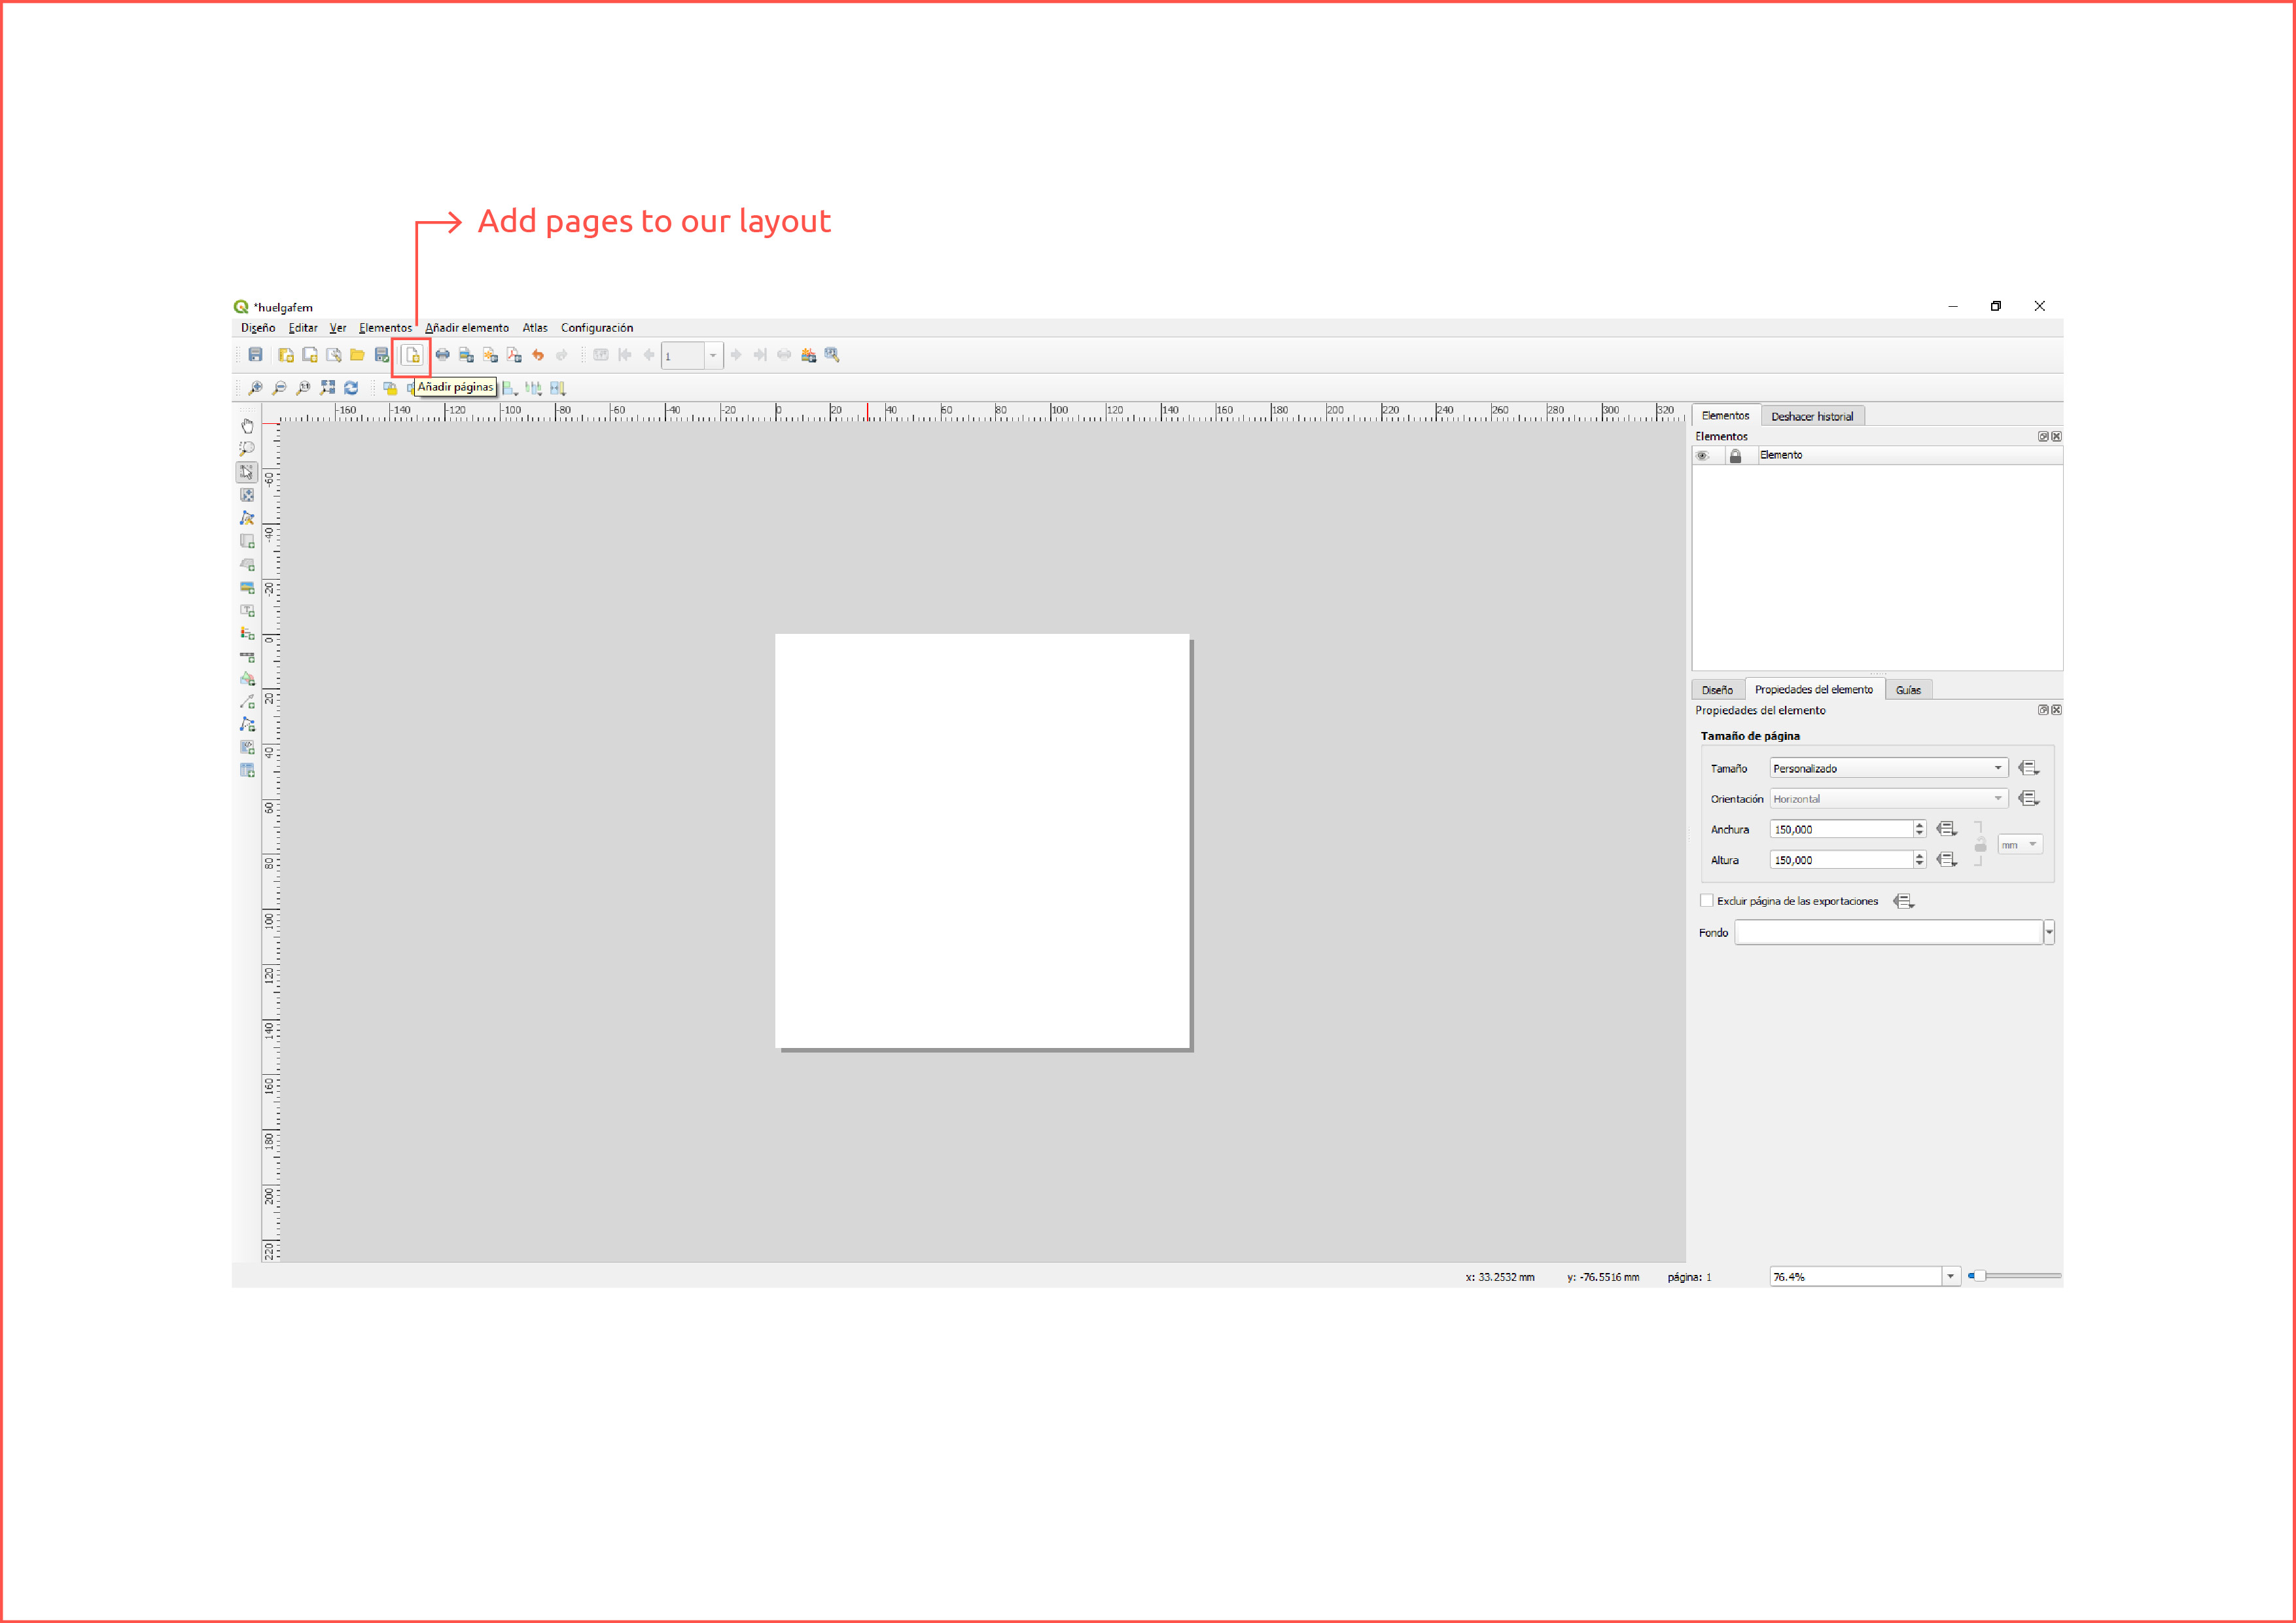 Add pages to our layout
*huelgafem
Diseño Editar Ver Elementos Añadir elemento Atlas Configuración
1
Añadir páginas
-160 -140 -120 -100 -80 -60 -40 -20 0 20 40 60 80 100 120 140 160 180 200 220 240 260 280 300 320
Elementos Deshacer historial
Elementos
Elemento
-60
-40
-20
0
20
40
60
80
100
120
140
160
180
200
220
Diseño Propiedades del elemento Guías
Propiedades del elemento
Tamaño de página
Tamaño Personalizado
Orientación Horizontal
Anchura 150,000
mm
Altura 150,000
Excluir página de las exportaciones
Fondo
x: 33.2532 mm y: -76.5516 mm página: 1 76.4%